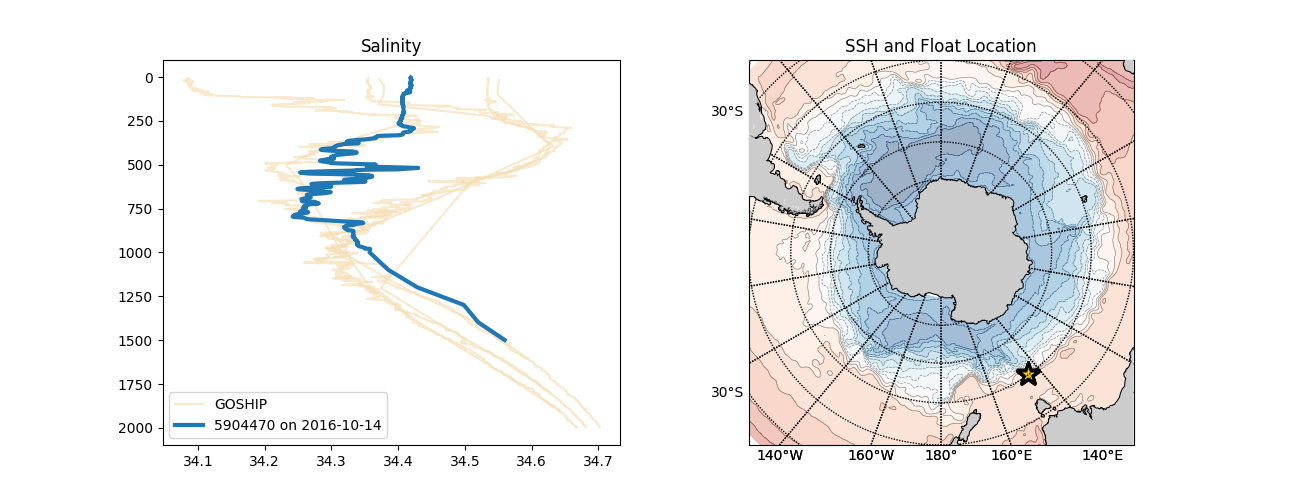 Salinity
0
250
500
750
1000
1250
1500
1750
2000
GOSHIP
5904470 on 2016-10-14
34.1 34.2 34.3 34.4 34.5 34.6 34.7
SSH and Float Location
30°S
30°S
140°W 160°W 180° 160°E 140°E